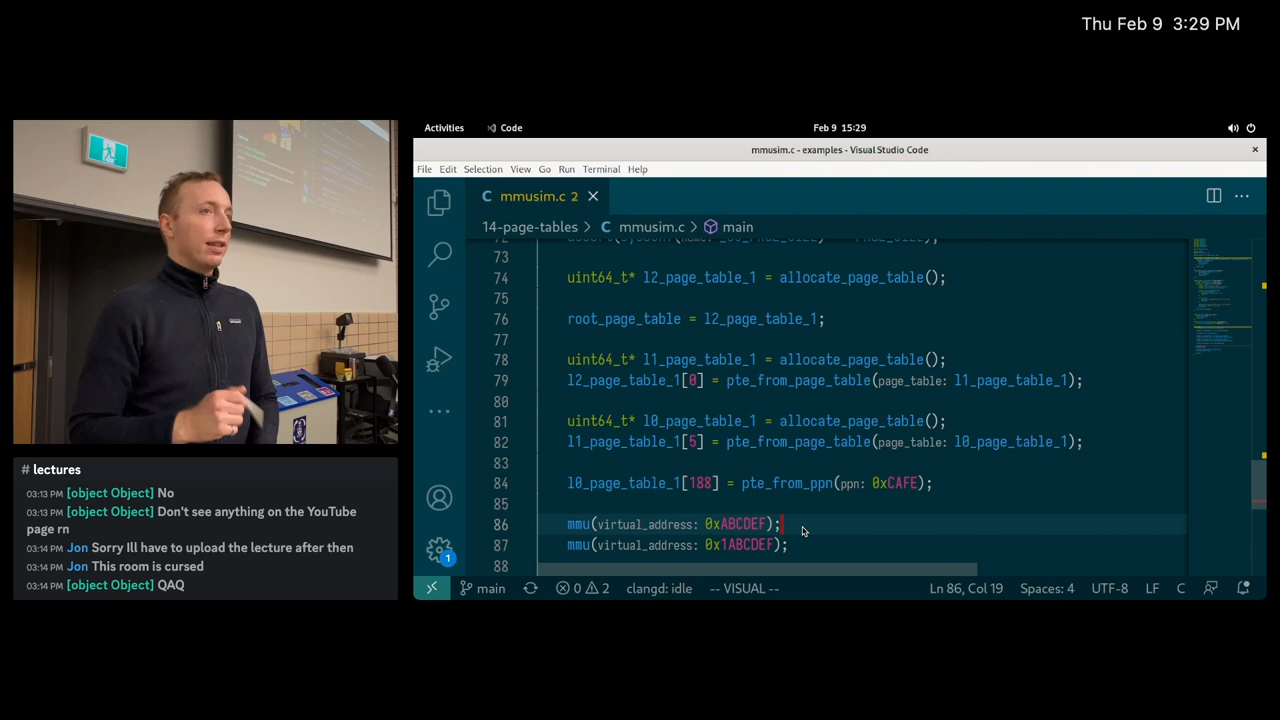 Thu Feb 9 3:29 PM
Activities
Code
Feb 9 15:29
mmusim.c - examples - Visual Studio Code
File Edit Selection View Go Run Terminal Help
C mmusim.c 2
14-page-tables > C mmusim.c > main
73
74 uint64_t* l2_page_table_1 = allocate_page_table();
75
76 root_page_table = l2_page_table_1;
77
78 uint64_t* l1_page_table_1 = allocate_page_table();
79 l2_page_table_1[0] = pte_from_page_table(page_table: l1_page_table_1);
80
81 uint64_t* l0_page_table_1 = allocate_page_table();
82 l1_page_table_1[5] = pte_from_page_table(page_table: l0_page_table_1);
83
84 l0_page_table_1[188] = pte_from_ppn(ppn: 0xCAFE);
85
86 mmu(virtual_address: 0xABCDEF);
87 mmu(virtual_address: 0x1ABCDEF);
88
1
main 0 2 clangd: idle -- VISUAL -- Ln 86, Col 19 Spaces: 4 UTF-8 LF C
# lectures
03:13 PM [object Object] No
03:13 PM [object Object] Don't see anything on the YouTube
page rn
03:14 PM Jon Sorry Ill have to upload the lecture after then
03:14 PM Jon This room is cursed
03:14 PM [object Object] QAQ